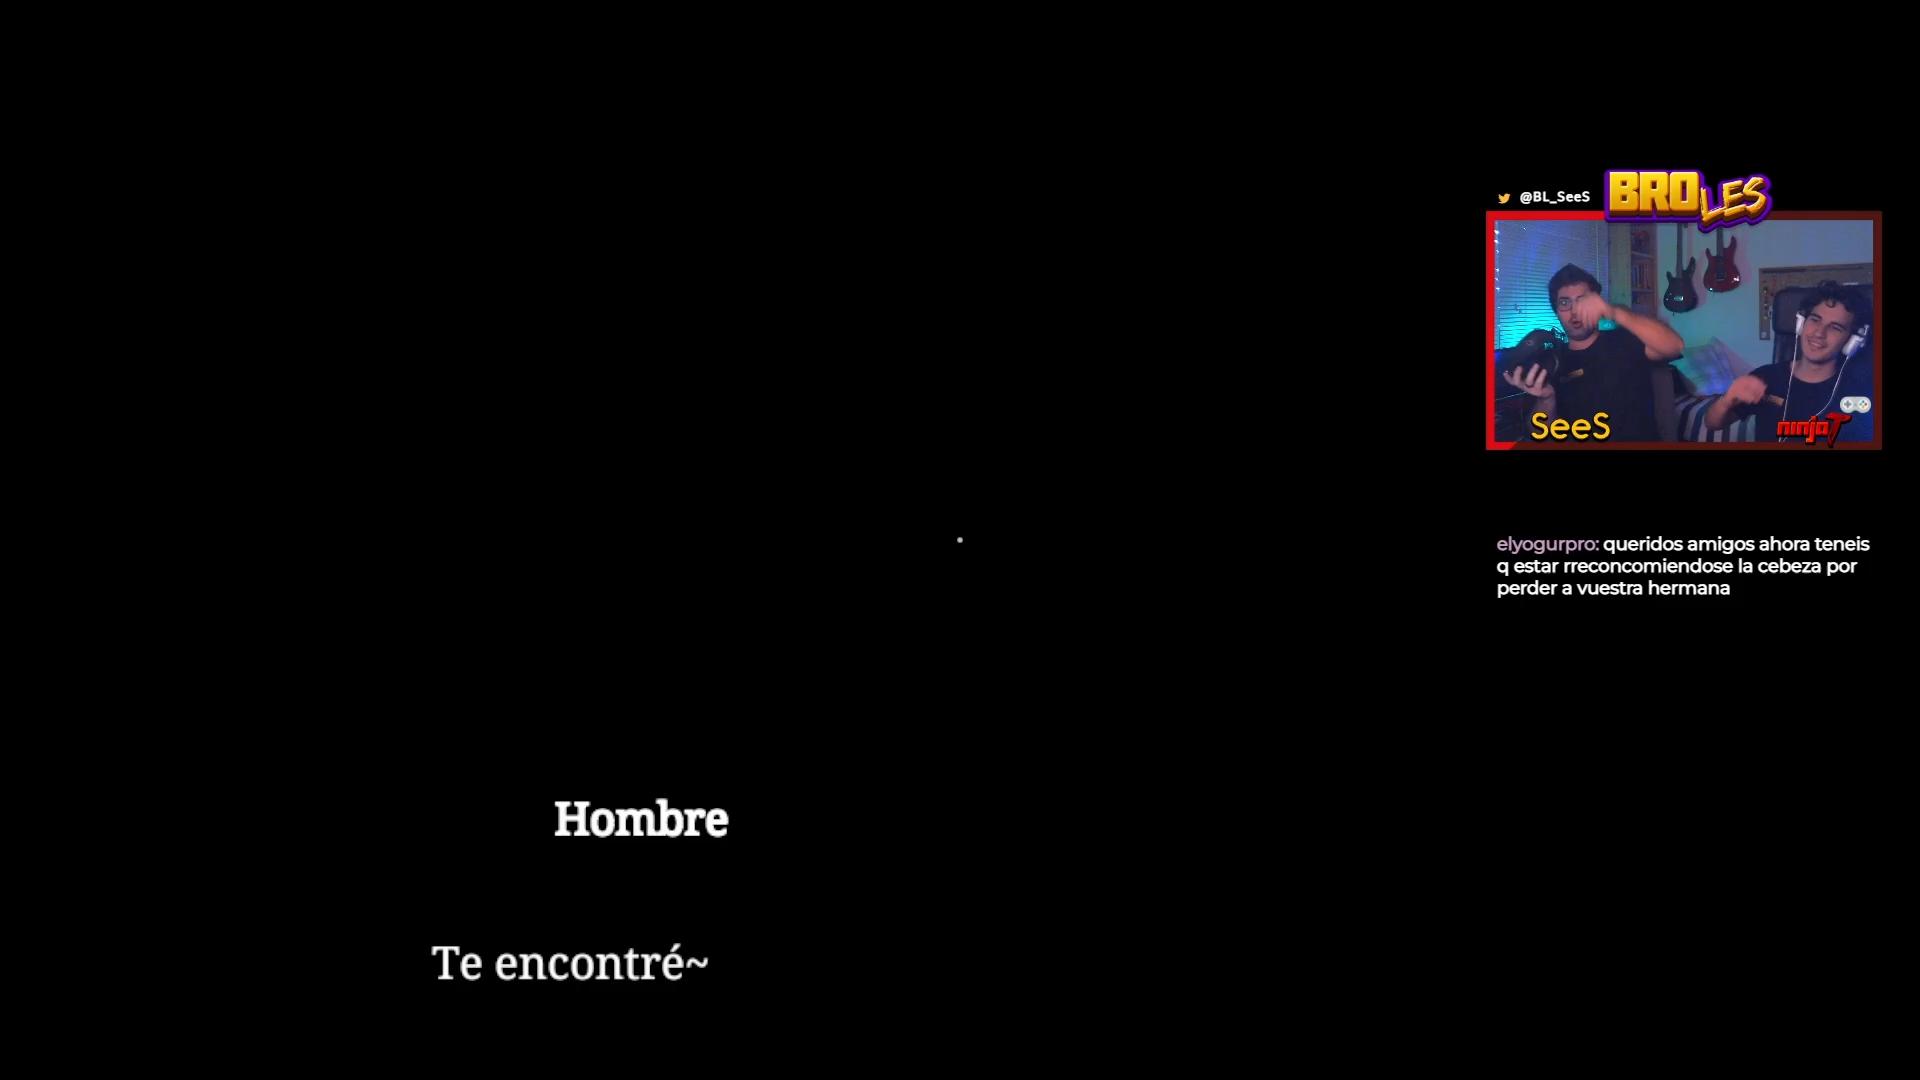 @BL_SeeS
BROLES
SeeS
ninjaT
elyogurpro: queridos amigos ahora teneis
q estar rreconcomiendose la cebeza por
perder a vuestra hermana
Hombre
Te encontré~